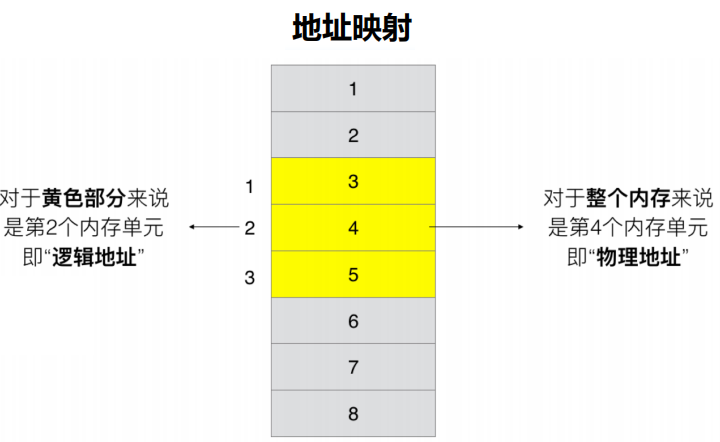 地址映射
1
2
3
4
5
6
7
8
1
2
3
对于黄色部分来说
是第2个内存单元
即“逻辑地址”
对于整个内存来说
是第4个内存单元
即“物理地址”